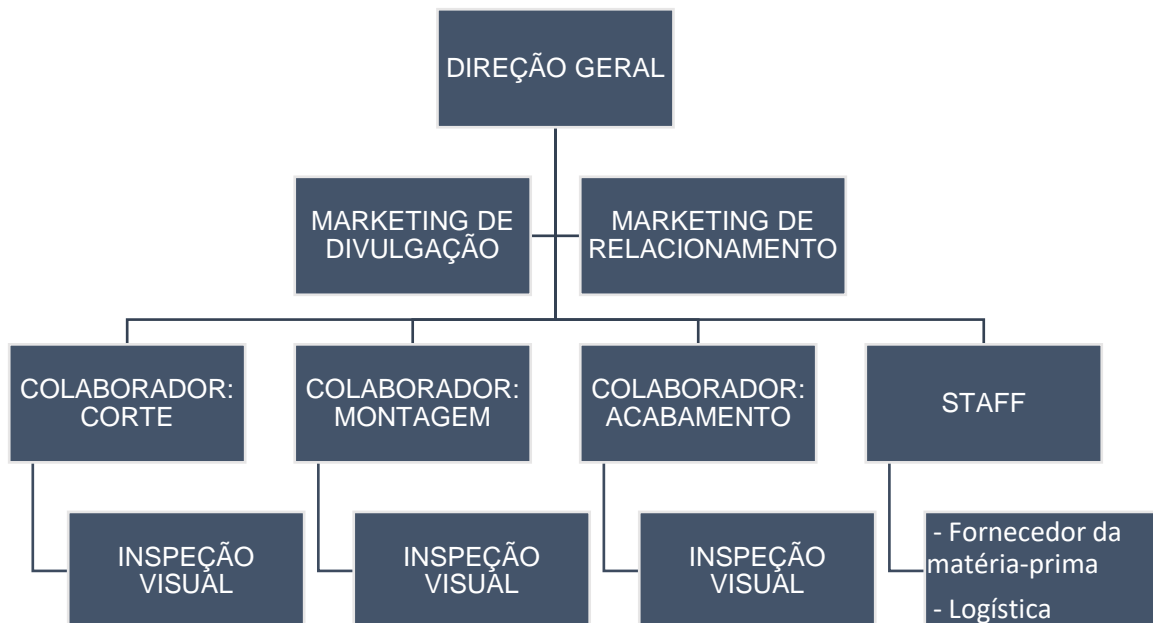 DIREÇÃO GERAL
MARKETING DE
DIVULGAÇÃO
MARKETING DE
RELACIONAMENTO
COLABORADOR:
CORTE
COLABORADOR:
MONTAGEM
COLABORADOR:
ACABAMENTO
STAFF
INSPEÇÃO
VISUAL
INSPEÇÃO
VISUAL
INSPEÇÃO
VISUAL
- Fornecedor da
matéria-prima
- Logística